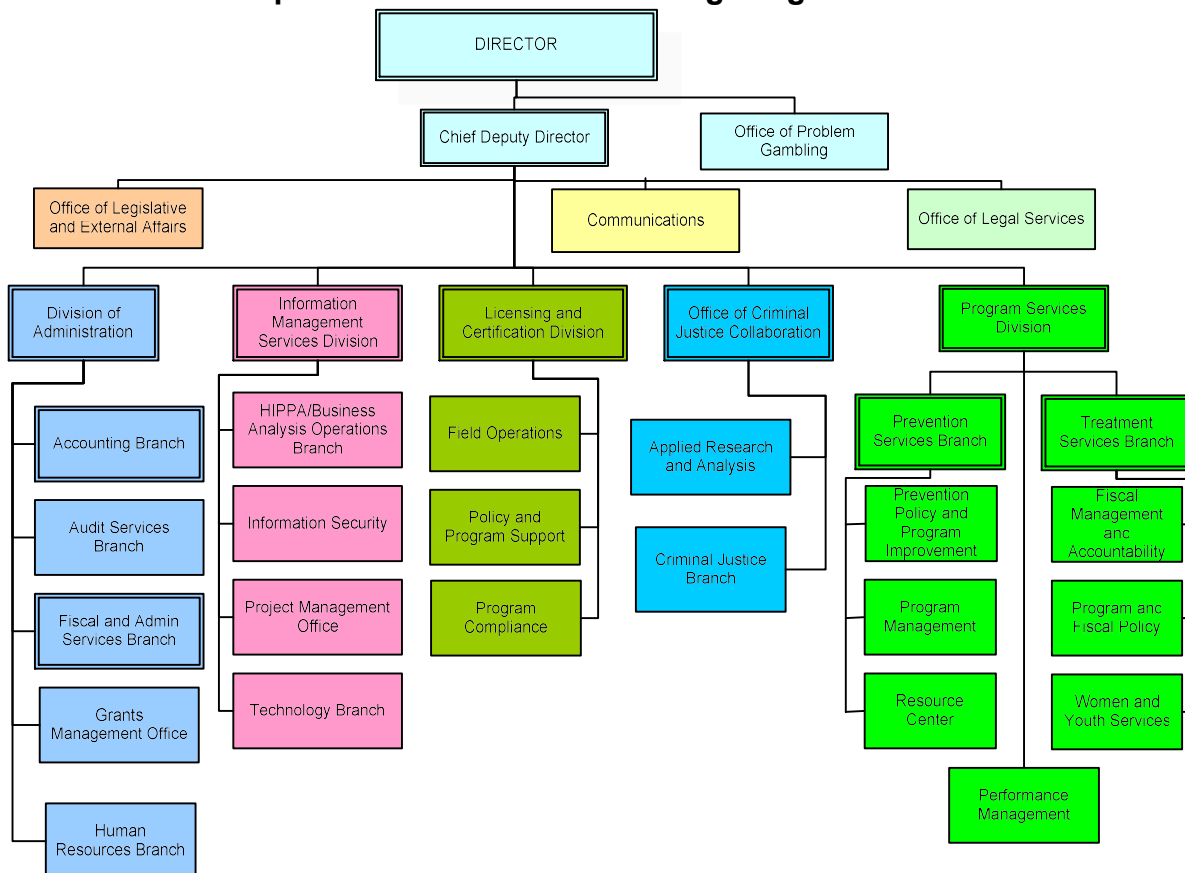 DIRECTOR
Chief Deputy Director
Office of Problem
Gambling
Office of Legislative
and External Affairs
Communications
Office of Legal Services
Division of
Administration
Information
Management
Services Division
Licensing and
Certification Division
Office of Criminal
Justice Collaboration
Program Services
Division
Accounting Branch
Audit Services
Branch
Fiscal and Admin
Services Branch
Grants
Management Office
Human
Resources Branch
HIPPA/Business
Analysis Operations
Branch
Information Security
Project Management
Office
Technology Branch
Field Operations
Policy and
Program Support
Program
Compliance
Applied Research
and Analysis
Criminal Justice
Branch
Prevention
Services Branch
Prevention
Policy and
Program
Improvement
Program
Management
Resource
Center
Treatment
Services Branch
Fiscal
Management
and
Accountability
Program and
Fiscal Policy
Women and
Youth Services
Performance
Management